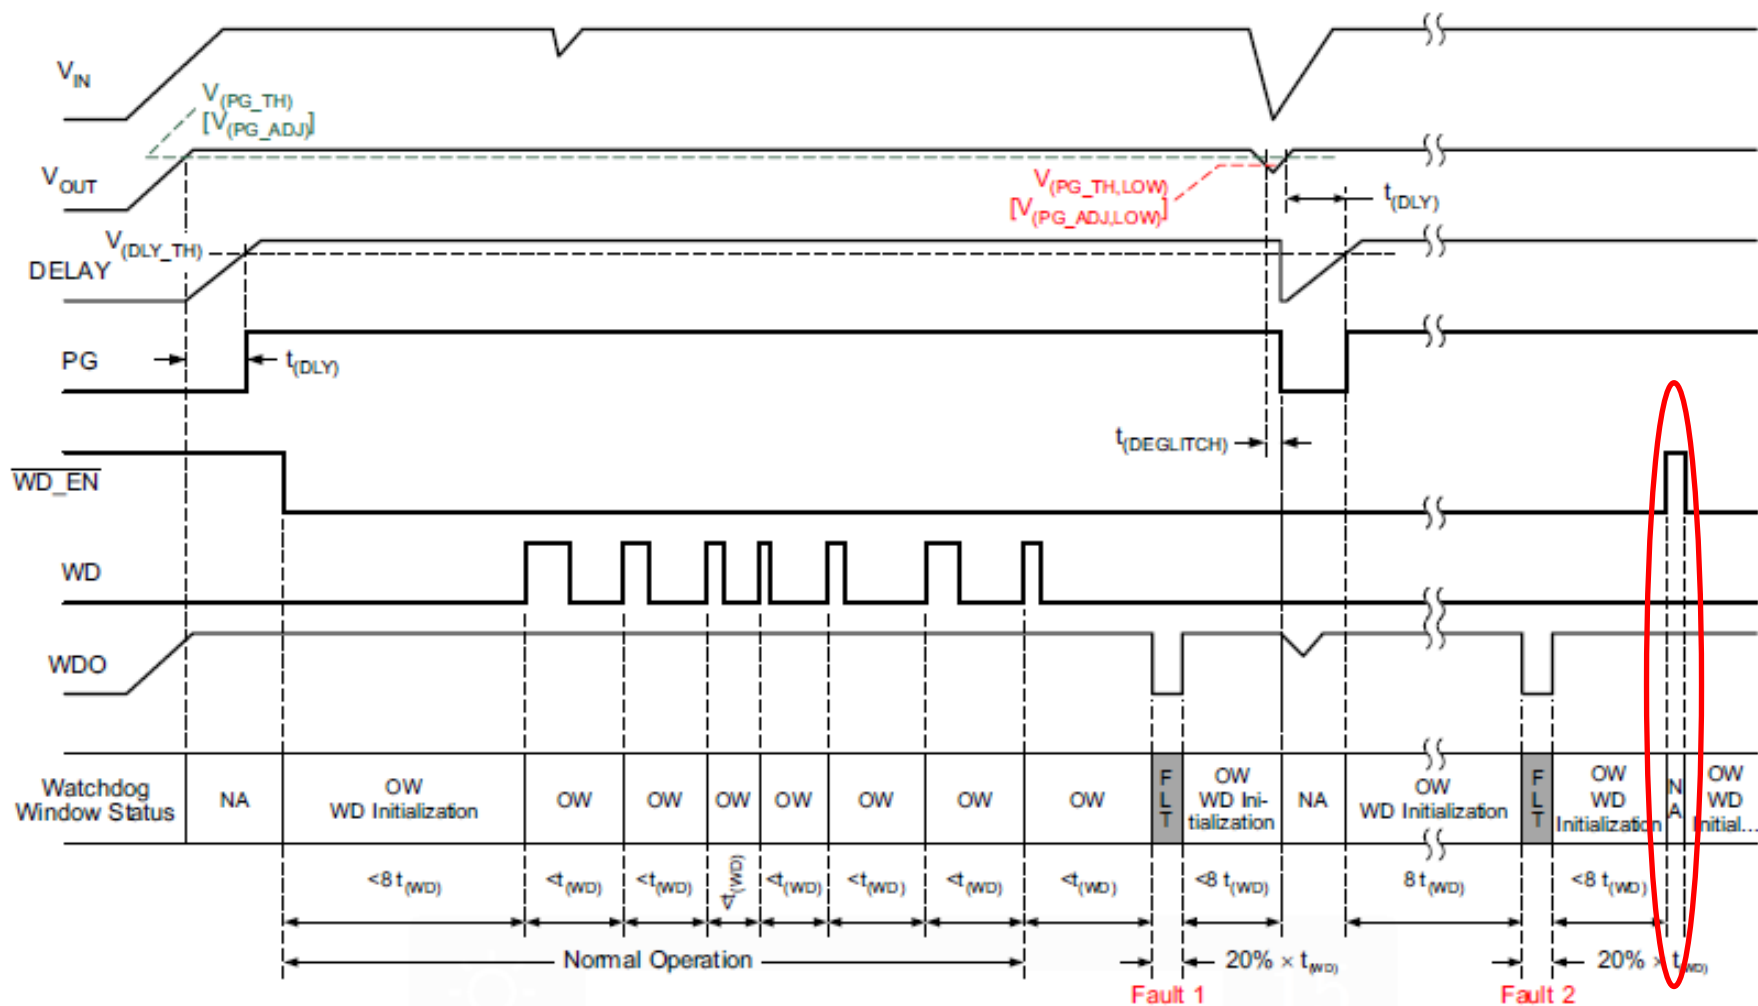 V(PG_TH)
[V(PG_ADJ)]
VIN
V(PG_TH,LOW)
[V(PG_ADJ,LOW)]
VOUT
t(DLY)
V(DLY_TH)
DELAY
PG
t(DLY)
t(DEGLITCH)
WD_EN
WD
WDO
Watchdog
Window Status
NA
OW
WD Initialization
OW
OW
OW
OW
OW
OW
OW
FLT
OW
WD Ini-
tialization
NA
OW
WD Initialization
FLT
OW
WD
Initialization
NA
OW
WD
Initial...
<8 t(WD)
<t(WD)
<t(WD)
<t(WD)
<t(WD)
<t(WD)
<t(WD)
<t(WD)
<8 t(WD)
8 t(WD)
<8 t(WD)
Normal Operation
20% × t(WD)
20% × t(WD)
Fault 1
Fault 2